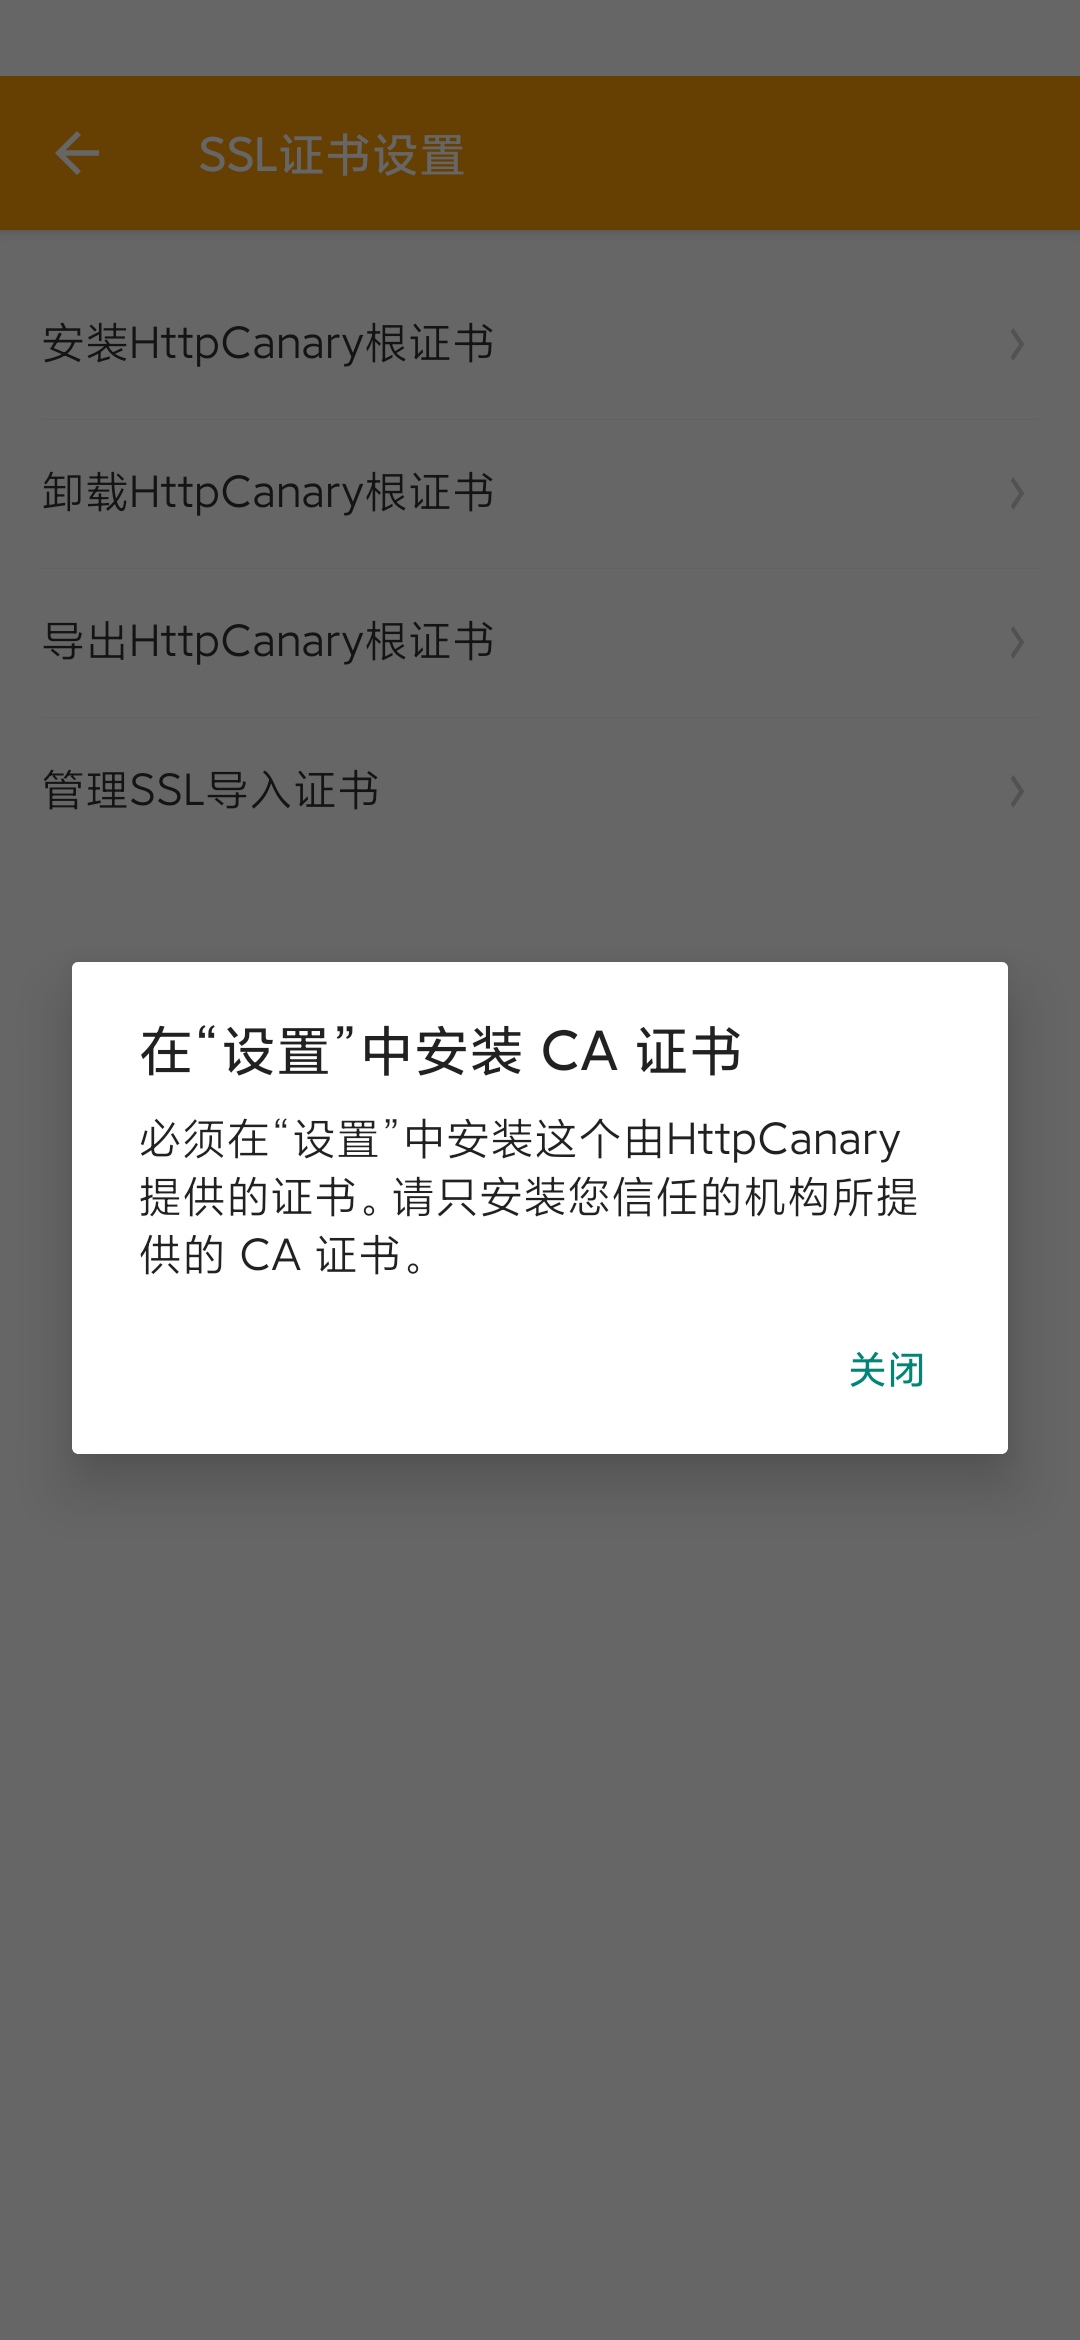 SSL证书设置
安装HttpCanary根证书
卸载HttpCanary根证书
导出HttpCanary根证书
管理SSL导入证书
在“设置”中安装 CA 证书
必须在“设置”中安装这个由HttpCanary
提供的证书。请只安装您信任的机构所提
供的 CA 证书。
关闭